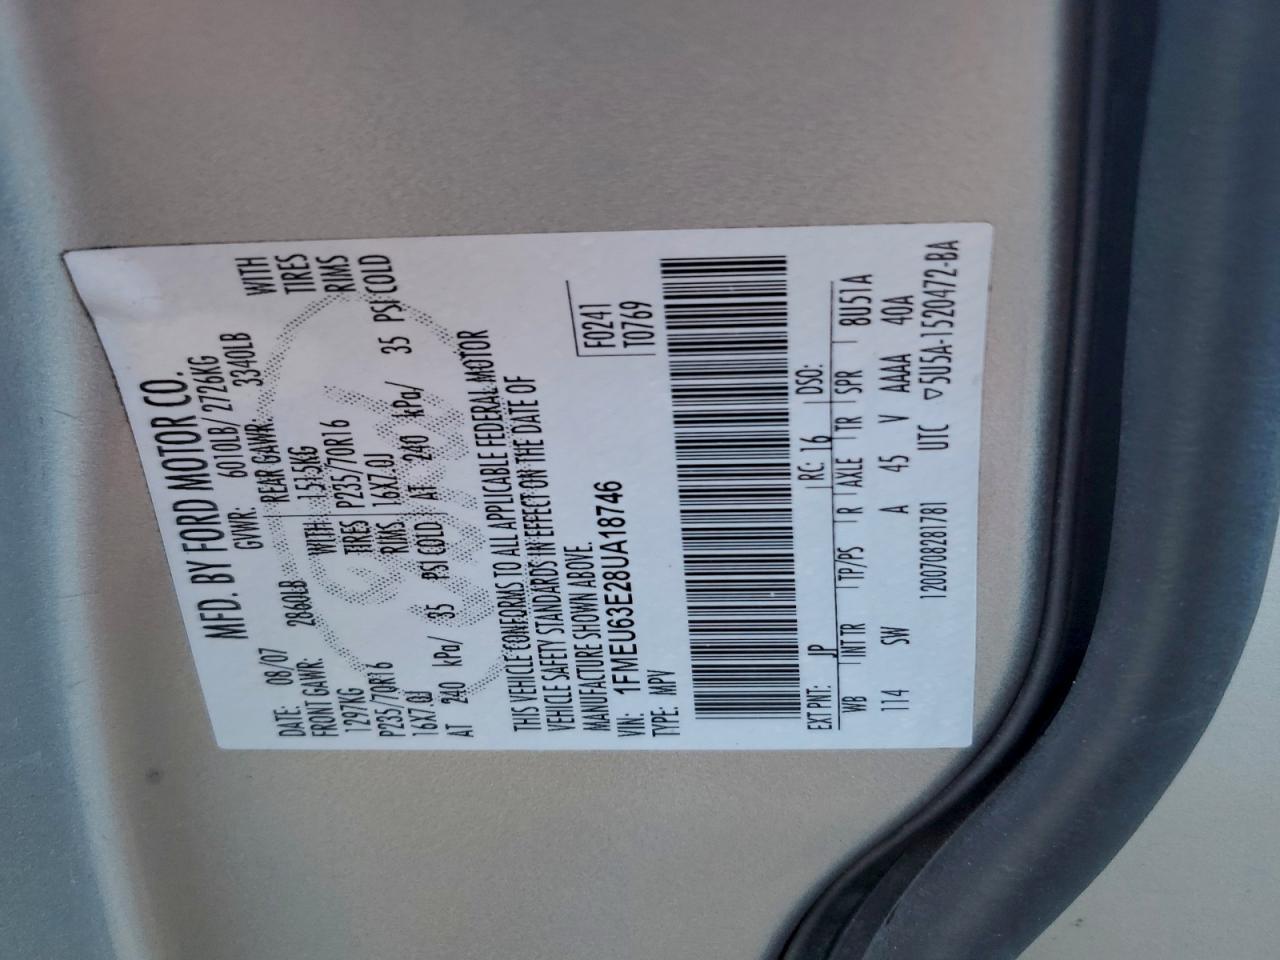 MFD. BY FORD MOTOR CO.
DATE: 08/07 GVWR: 6010LB/ 2726KG
FRONT GAWR: 2860LB REAR GAWR: 3340LB
1297KG WITH 1515KG WITH
P235/70R16 TIRES P235/70R16 TIRES
16X7.0J RIMS 16X7.0J RIMS
AT 240 kPa/ 35 PSI COLD AT 240 kPa/ 35 PSI COLD
THIS VEHICLE CONFORMS TO ALL APPLICABLE FEDERAL MOTOR
VEHICLE SAFETY STANDARDS IN EFFECT ON THE DATE OF
MANUFACTURE SHOWN ABOVE.
VIN: 1FMEU63E28UA18746
TYPE: MPV
F0241
T0769
EXT PNT: JP RC: 16 DSO:
WB INT TR TP/PS R AXLE TR SPR 8U51A
114 SW A 45 V AAAA 40A
1200708281781 UTC ▽5U5A-1520472-BA